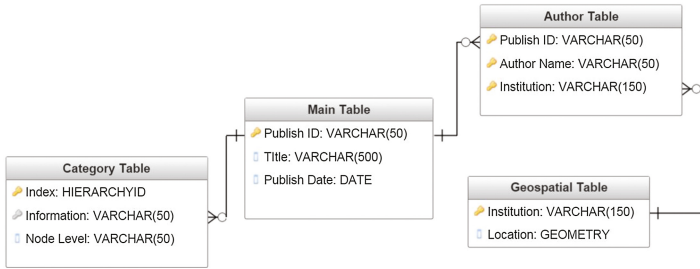 Author Table
Publish ID: VARCHAR(50)
Author Name: VARCHAR(50)
Institution: VARCHAR(150)
Main Table
Publish ID: VARCHAR(50)
TItle: VARCHAR(500)
Publish Date: DATE
Category Table
Index: HIERARCHYID
Information: VARCHAR(50)
Node Level: VARCHAR(50)
Geospatial Table
Institution: VARCHAR(150)
Location: GEOMETRY